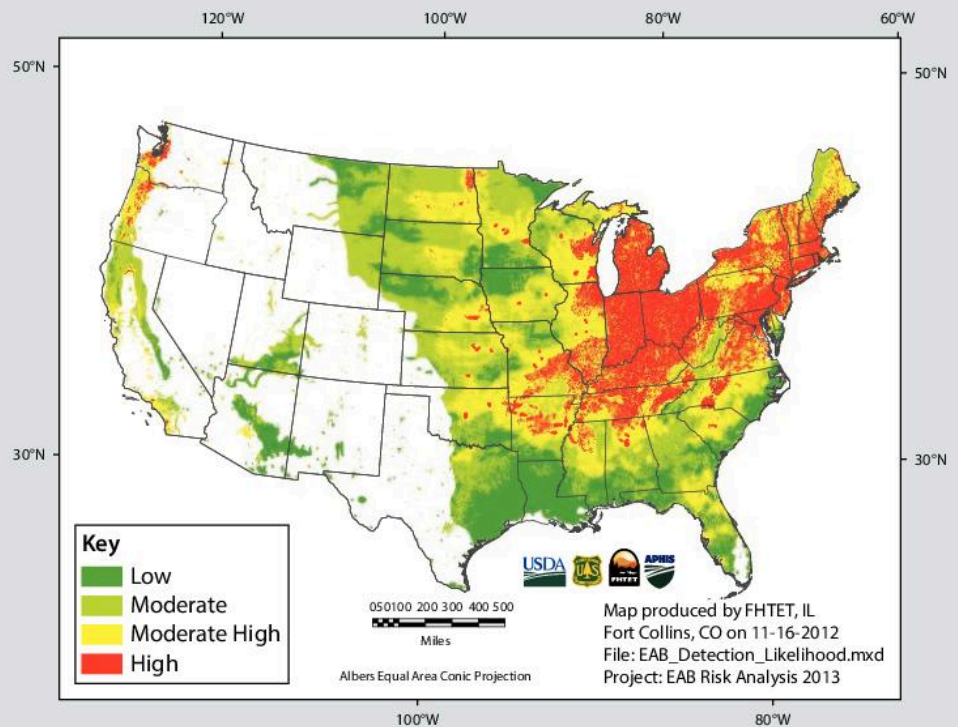 120°W 100°W 80°W 60°W
50°N 50°N
30°N 30°N
Key
Low
Moderate
Moderate High
High
USDA
UAS
FHTET
APHIS
050100 200 300 400 500
Miles
Albers Equal Area Conic Projection
Map produced by FHTET, IL
Fort Collins, CO on 11-16-2012
File: EAB_Detection_Likelihood.mxd
Project: EAB Risk Analysis 2013
100°W 80°W